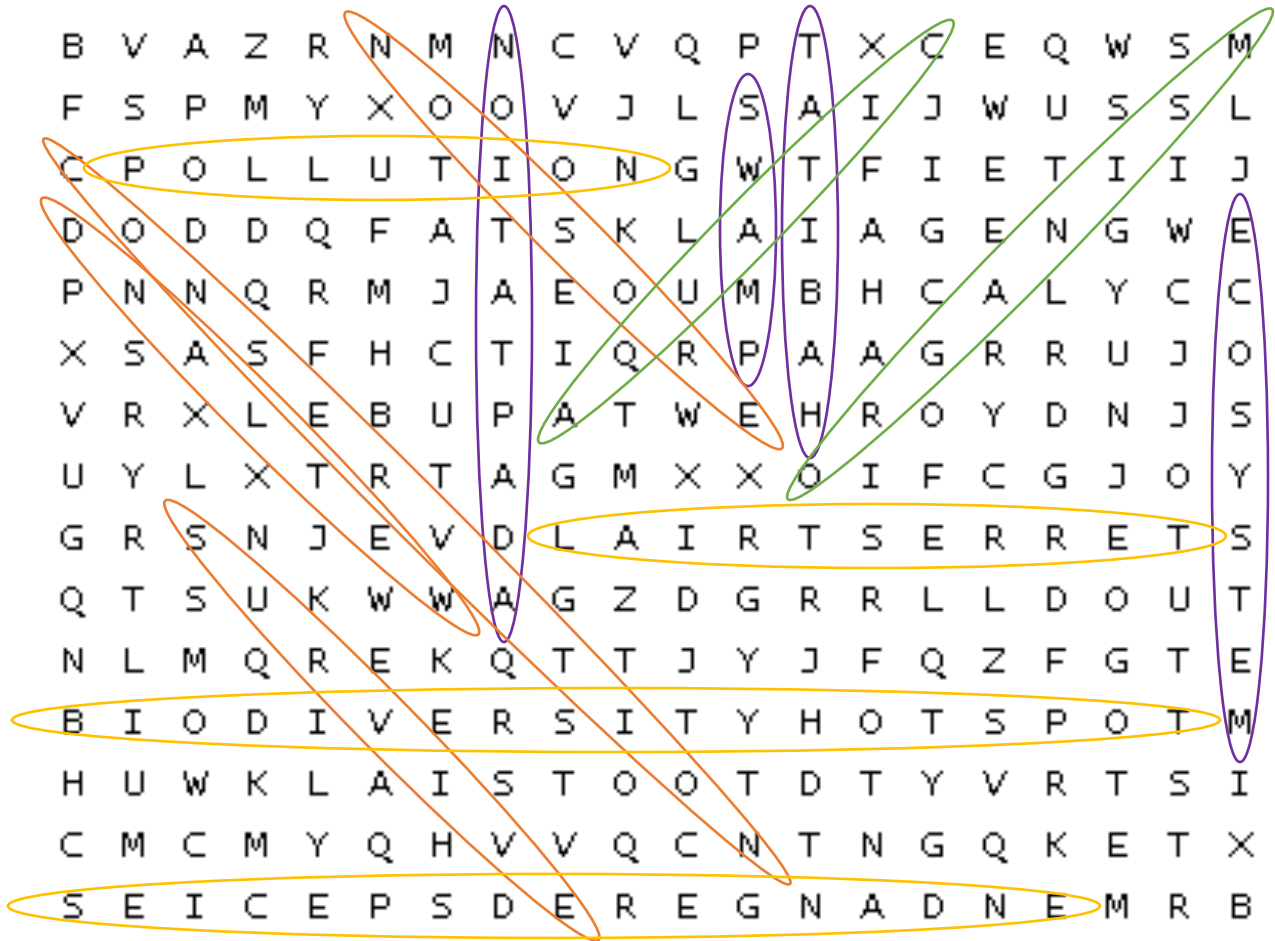 B V A Z R N M N C V Q P T X C E Q W S M
F S P M Y X O O V J L S A I J W U S S L
C P O L L U T I O N G W T F I E T I I J
D O D D Q F A T S K L A I A G E N G W E
P N N Q R M J A E O U M B H C A L Y C C
X S A S F H C T I Q R P A A G R R U J O
V R X L E B U P A T W E H R O Y D N J S
U Y L X T R T A G M X X O I F C G J O Y
G R S N J E V D L A I R T S E R R E T S
Q T S U K W W A G Z D G R R L L D O U T
N L M Q R E K Q T T J Y J F Q Z F G T E
B I O D I V E R S I T Y H O T S P O T M
H U W K L A I S T O O T D T Y V R T S I
C M C M Y Q H V V Q C N T N G Q K E T X
S E I C E P S D E R E G N A D N E M R B